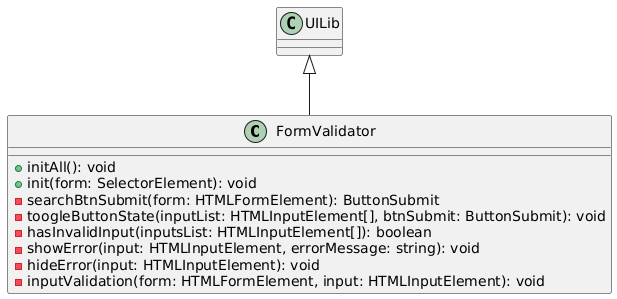 C UILib
C FormValidator
initAll(): void
init(form: SelectorElement): void
searchBtnSubmit(form: HTMLFormElement): ButtonSubmit
toogleButtonState(inputList: HTMLInputElement[], btnSubmit: ButtonSubmit): void
hasInvalidInput(inputsList: HTMLInputElement[]): boolean
showError(input: HTMLInputElement, errorMessage: string): void
hideError(input: HTMLInputElement): void
inputValidation(form: HTMLFormElement, input: HTMLInputElement): void